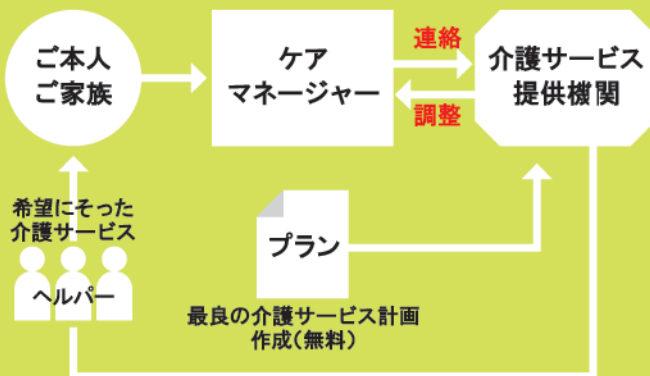 ご本人
ご家族
ケア
マネージャー
連絡
調整
介護サービス
提供機関
希望にそった
介護サービス
ヘルパー
プラン
最良の介護サービス計画
作成(無料)